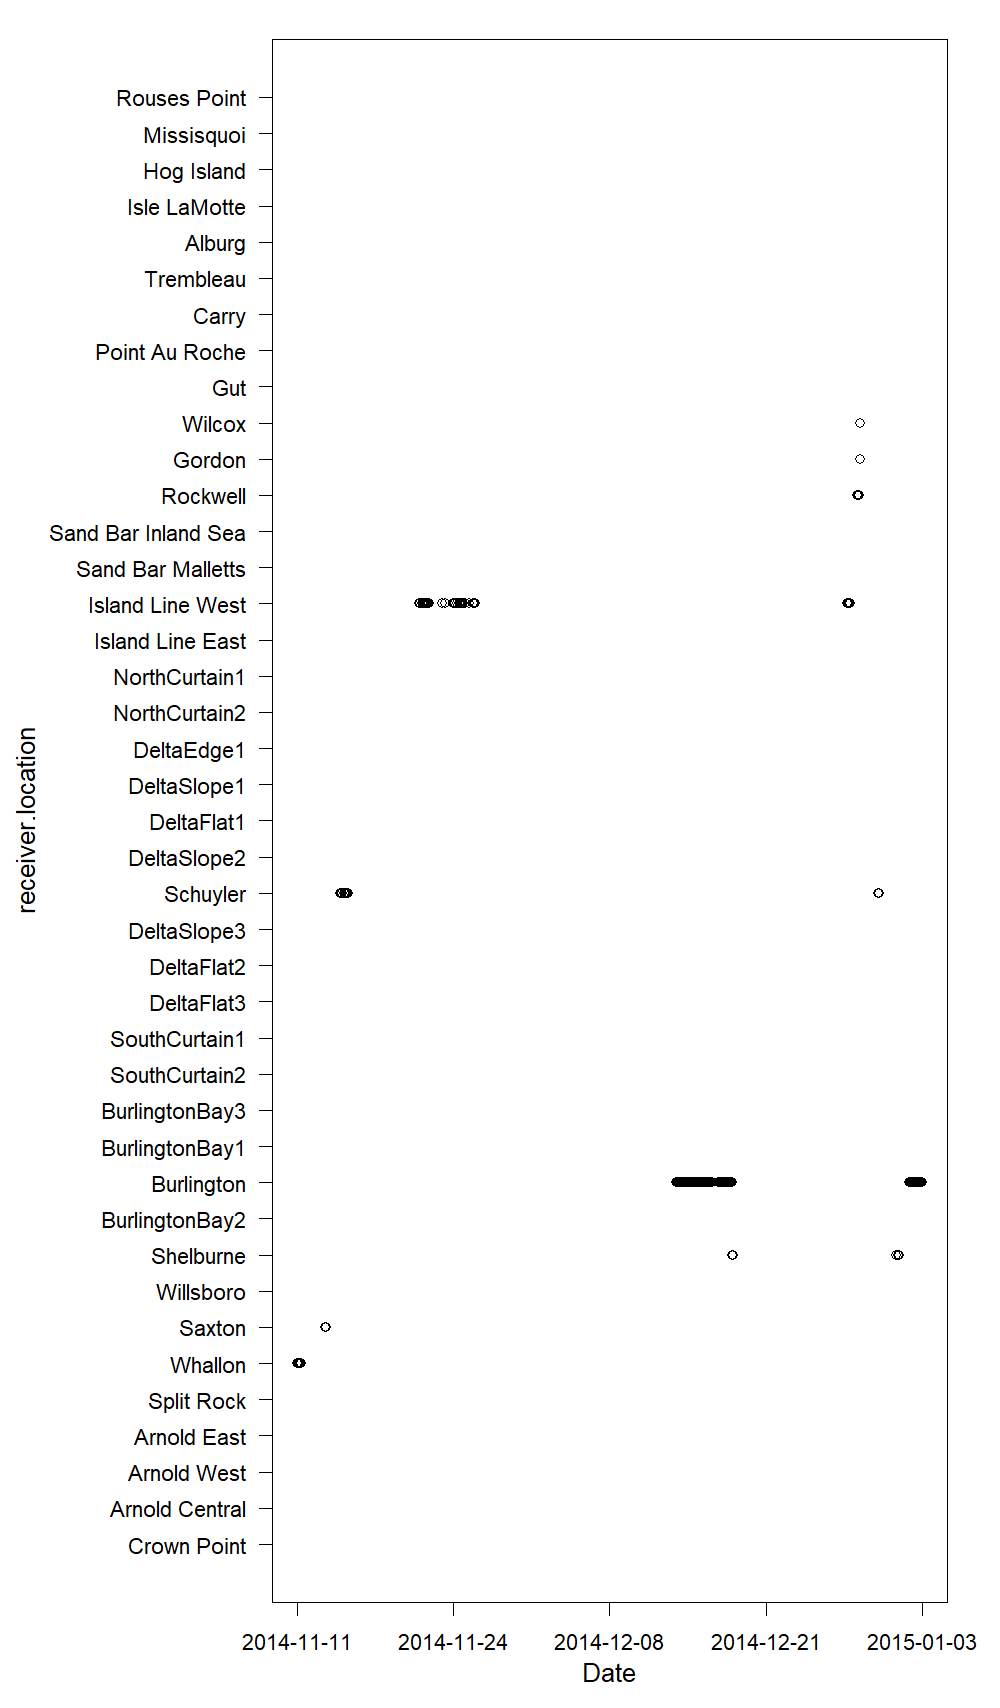 Rouses Point
Missisquoi
Hog Island
Isle LaMotte
Alburg
Trembleau
Carry
Point Au Roche
Gut
Wilcox
Gordon
Rockwell
Sand Bar Inland Sea
Sand Bar Malletts
Island Line West
Island Line East
NorthCurtain1
NorthCurtain2
DeltaEdge1
DeltaSlope1
DeltaFlat1
DeltaSlope2
Schuyler
DeltaSlope3
DeltaFlat2
DeltaFlat3
SouthCurtain1
SouthCurtain2
BurlingtonBay3
BurlingtonBay1
Burlington
BurlingtonBay2
Shelburne
Willsboro
Saxton
Whallon
Split Rock
Arnold East
Arnold West
Arnold Central
Crown Point
receiver.location
2014-11-11 2014-11-24 2014-12-08 2014-12-21 2015-01-03
Date